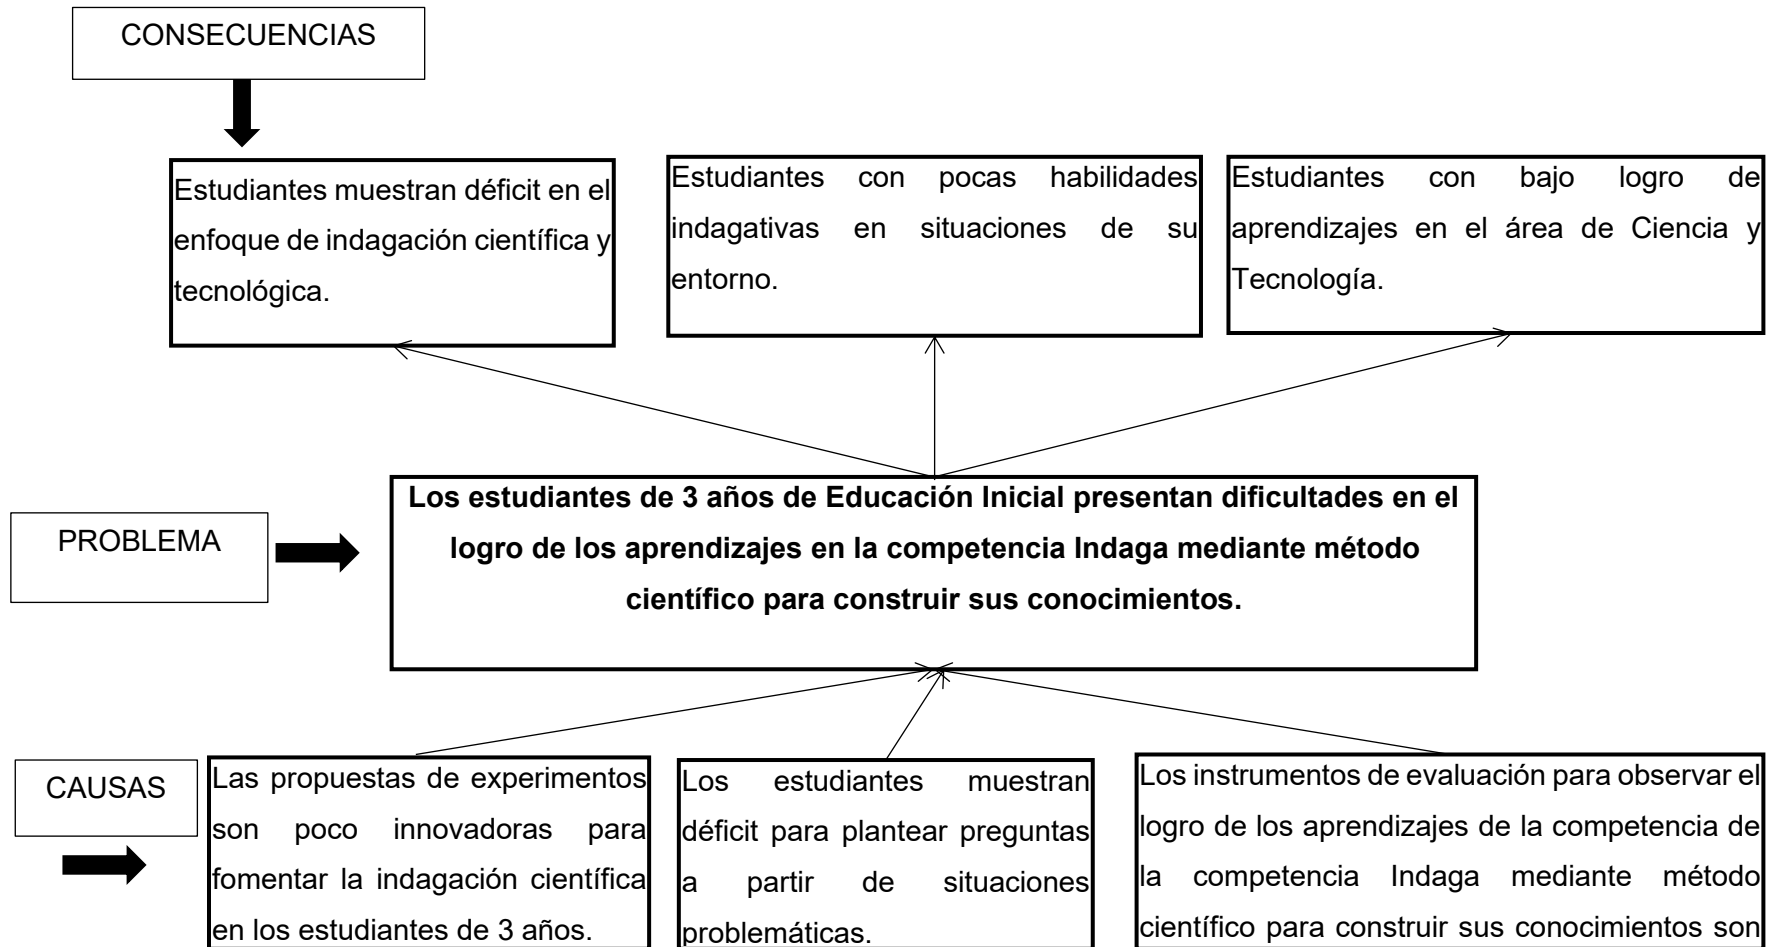 CONSECUENCIAS
Estudiantes muestran déficit en el
enfoque de indagación científica y
tecnológica.
Estudiantes con pocas habilidades
indagativas en situaciones de su
entorno.
Estudiantes con bajo logro de
aprendizajes en el área de Ciencia y
Tecnología.
PROBLEMA
Los estudiantes de 3 años de Educación Inicial presentan dificultades en el
logro de los aprendizajes en la competencia Indaga mediante método
científico para construir sus conocimientos.
CAUSAS
Las propuestas de experimentos
son poco innovadoras para
fomentar la indagación científica
en los estudiantes de 3 años.
Los estudiantes muestran
déficit para plantear preguntas
a partir de situaciones
problemáticas.
Los instrumentos de evaluación para observar el
logro de los aprendizajes de la competencia de
la competencia Indaga mediante método
científico para construir sus conocimientos son